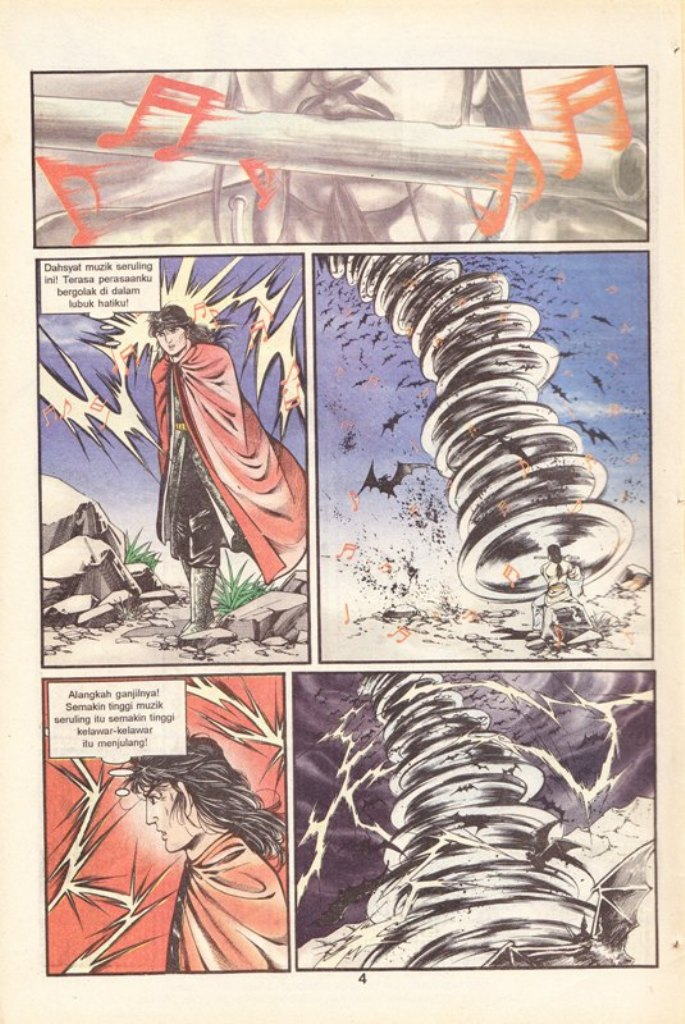 Dahsyat muzik seruling
ini! Terasa perasaanku
bergolak di dalam
lubuk hatiku!
Alangkah ganjilnya!
Semakin tinggi muzik
seruling itu semakin tinggi
kelawar-kelawar
itu menjulang!
4